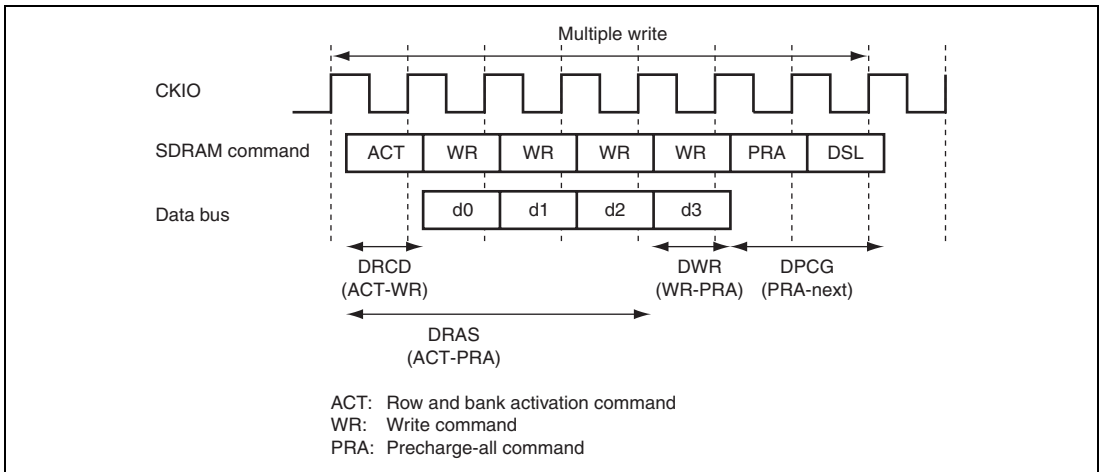 Multiple write
CKIO
SDRAM command ACT WR WR WR WR PRA DSL
Data bus d0 d1 d2 d3
DRCD DWR DPCG
(ACT-WR) (WR-PRA) (PRA-next)
DRAS
(ACT-PRA)
ACT: Row and bank activation command
WR: Write command
PRA: Precharge-all command